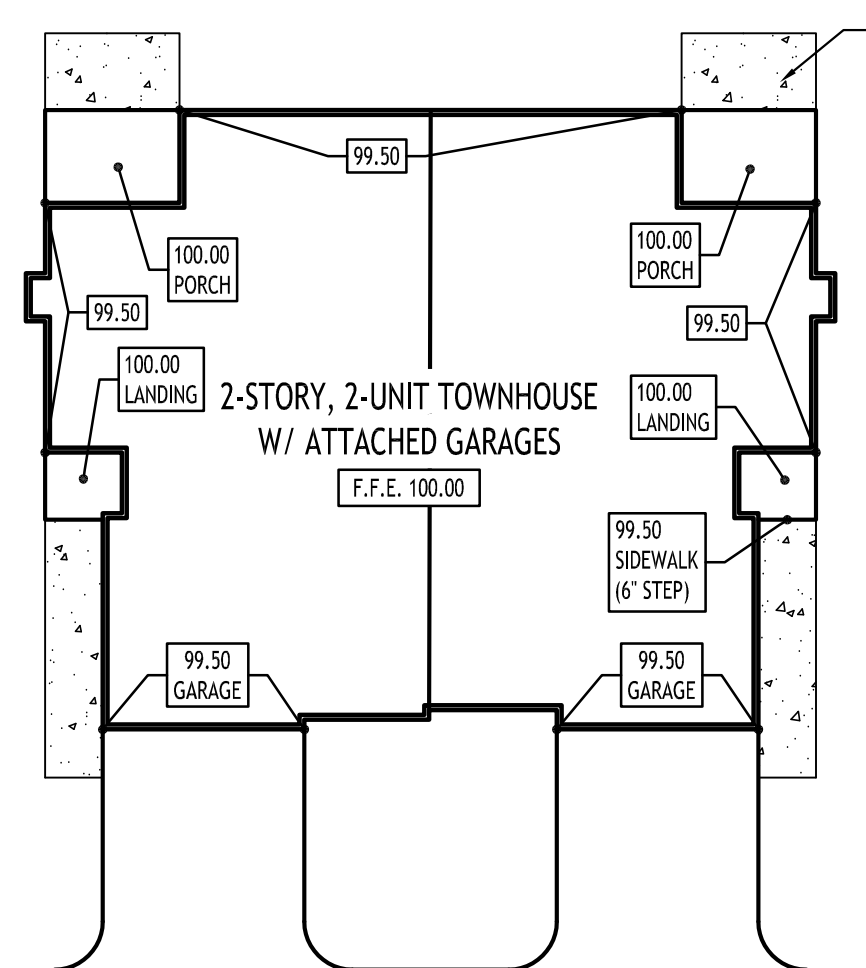 99.50
100.00
PORCH
100.00
PORCH
99.50
99.50
100.00
LANDING
100.00
LANDING
2-STORY, 2-UNIT TOWNHOUSE
W/ ATTACHED GARAGES
F.F.E. 100.00
99.50
SIDEWALK
(6" STEP)
99.50
GARAGE
99.50
GARAGE